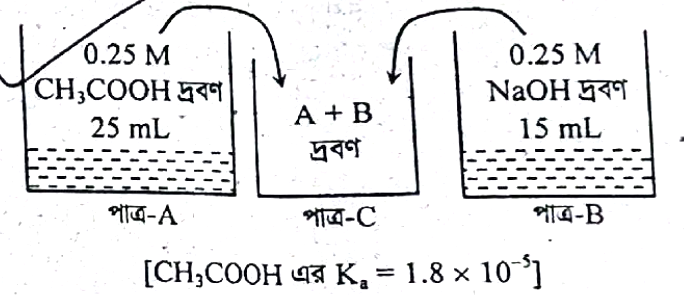 0.25 M
CH₃COOH দ্রবণ
25 mL
পাত্র-A
A + B
দ্রবণ
পাত্র-C
0.25 M
NaOH দ্রবণ
15 mL
পাত্র-B
[CH₃COOH এর Kₐ = 1.8 × 10⁻⁵]